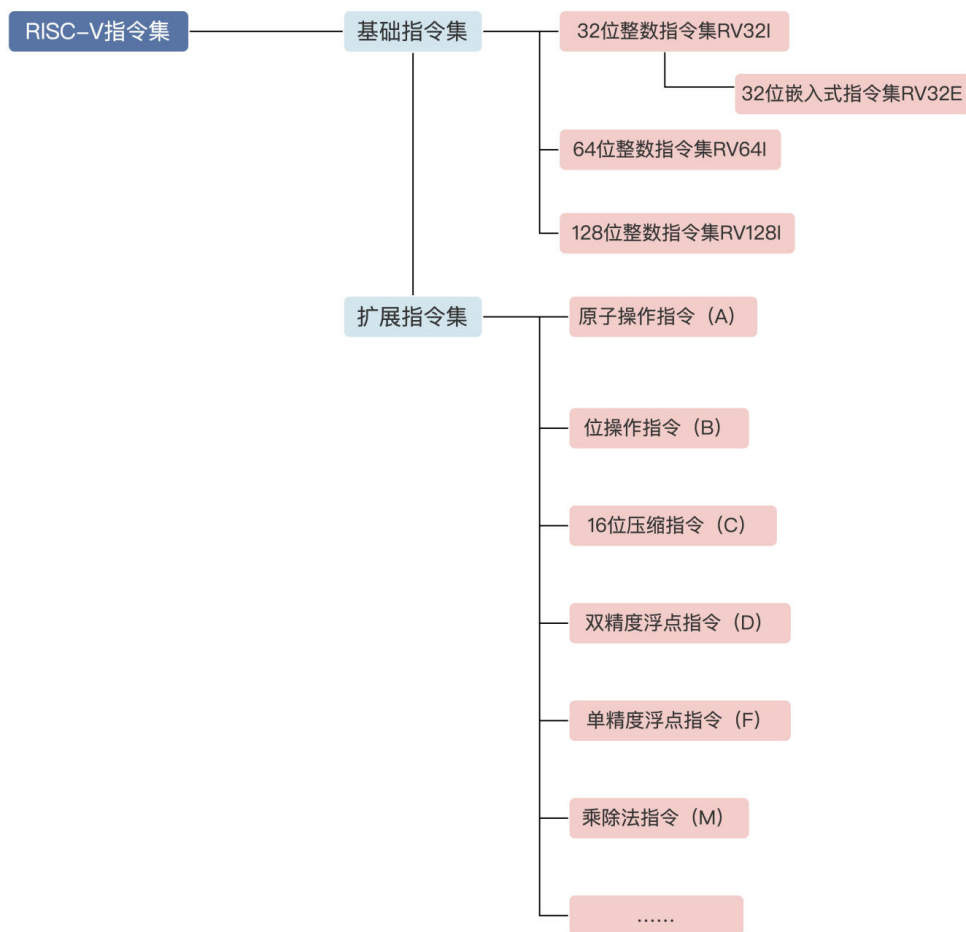 RISC-V指令集
基础指令集
32位整数指令集RV32I
32位嵌入式指令集RV32E
64位整数指令集RV64I
128位整数指令集RV128I
扩展指令集
原子操作指令（A）
位操作指令（B）
16位压缩指令（C）
双精度浮点指令（D）
单精度浮点指令（F）
乘除法指令（M）
……